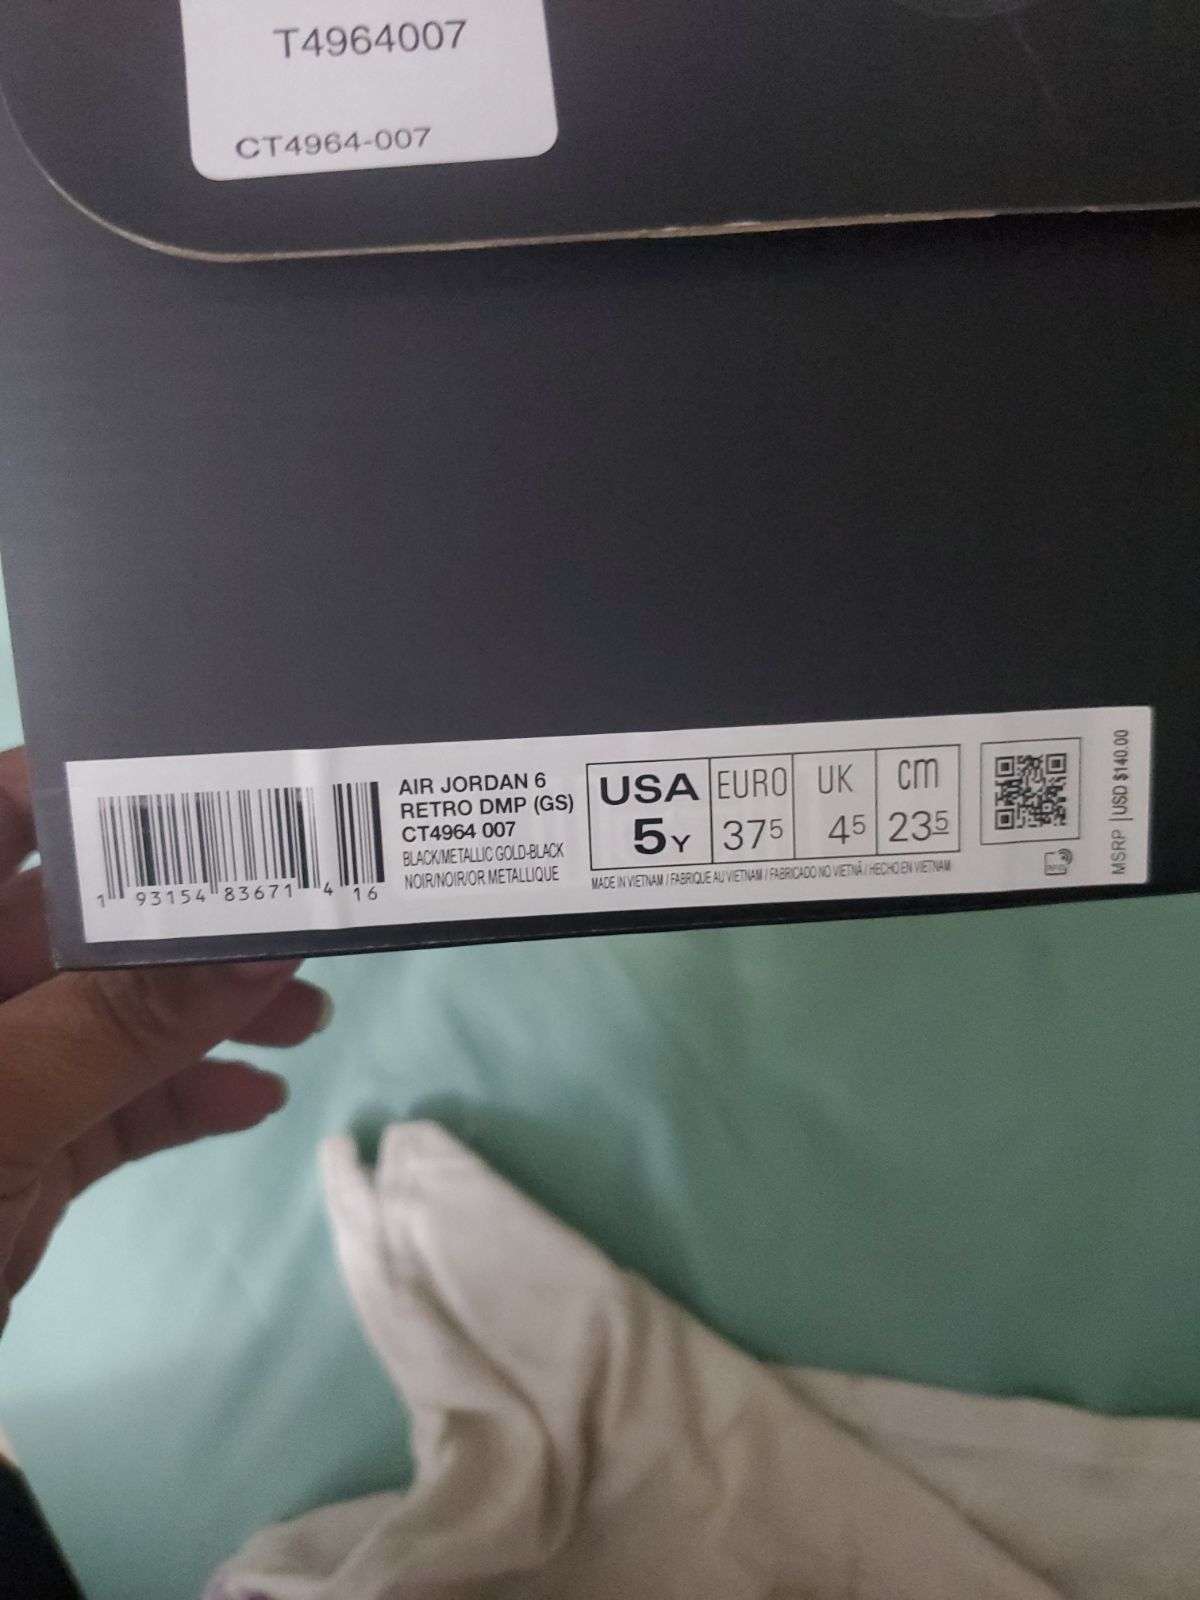 T4964007
CT4964-007
AIR JORDAN 6
RETRO DMP (GS)
CT4964 007
BLACK/METALLIC GOLD-BLACK
NOIR/NOIR/OR METALLIQUE
1 93154 83671 4 16
USA
5Y
EURO
375
UK
45
cm
235
MADE IN VIETNAM / FABRIQUE AU VIETNAM / FABRICADO NO VIETNÃ / HECHO EN VIETNAM
MSRP |USD $140.00